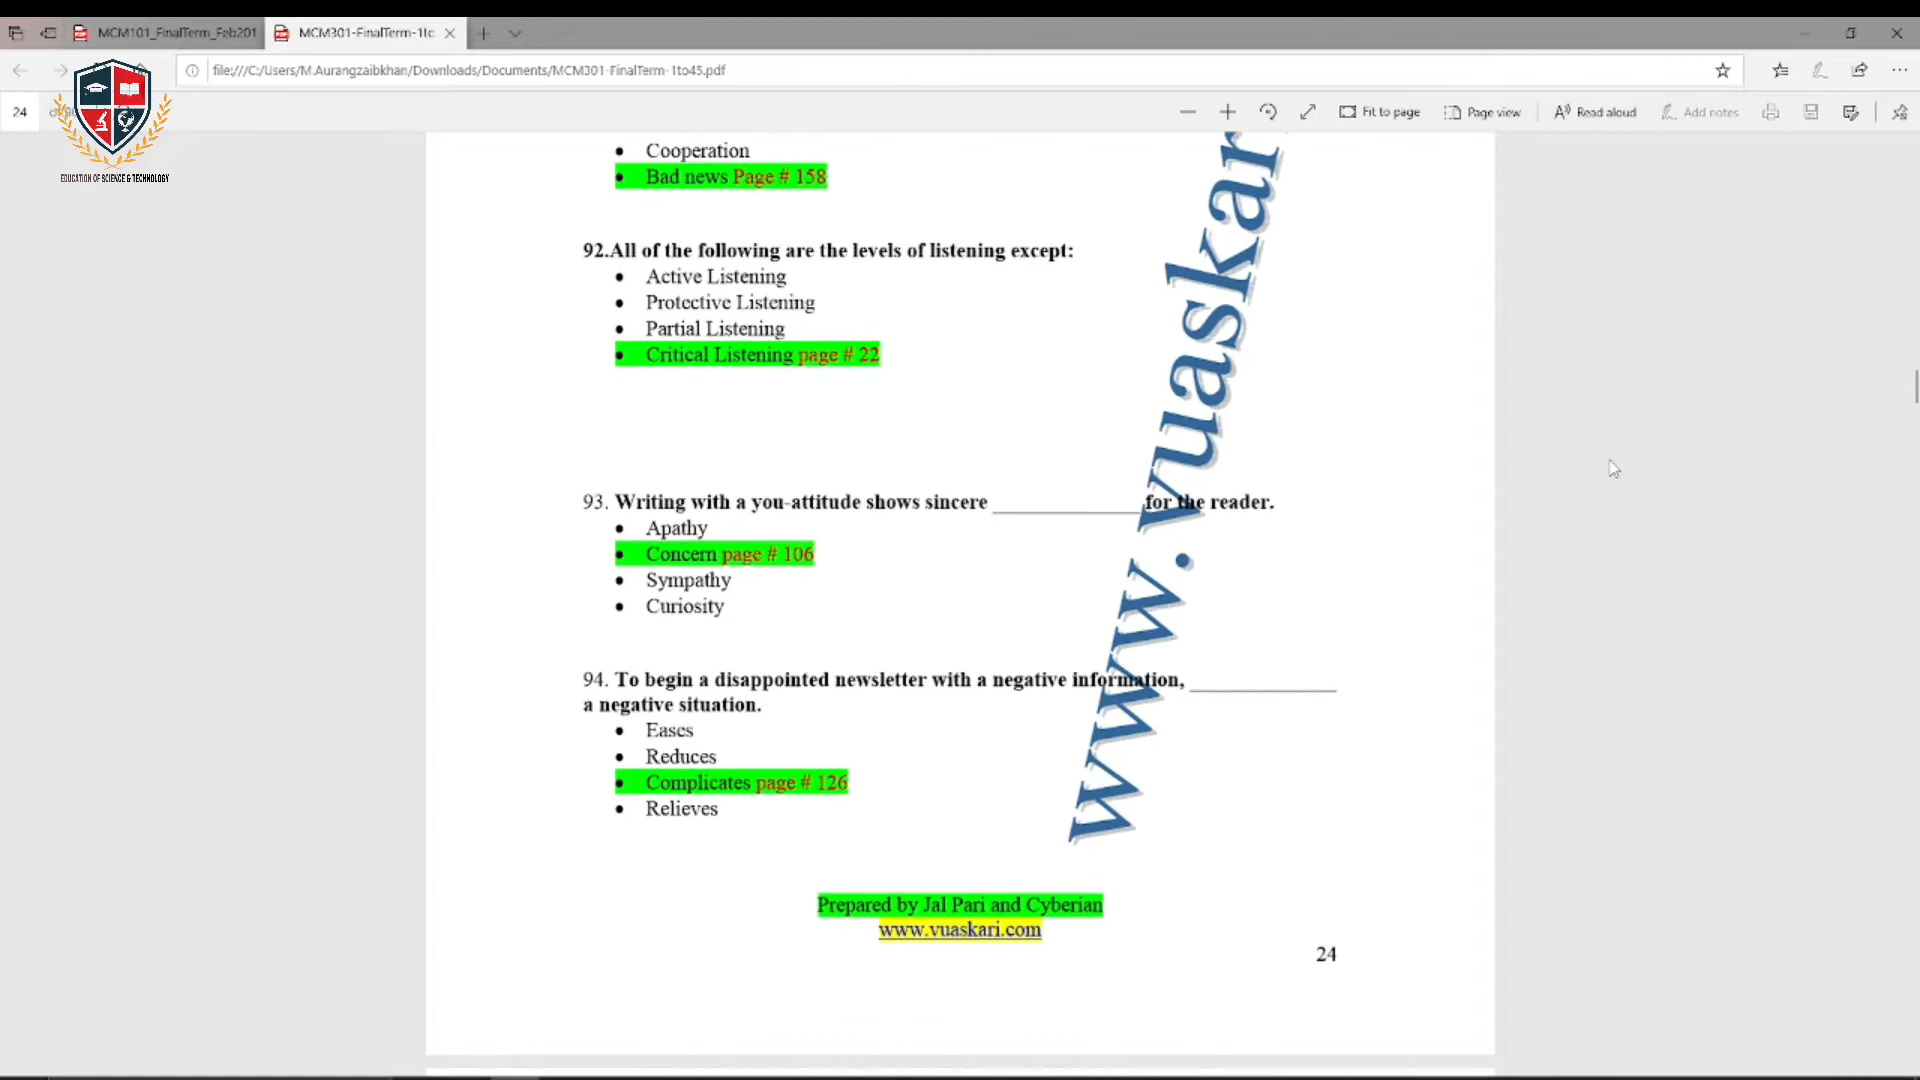 MCM101_FinalTerm_Feb201
MCM301-FinalTerm-1to
file:///C:/Users/M.Aurangzaibkhan/Downloads/Documents/MCM301-FinalTerm-1to45.pdf
24
Fit to page
Page view
Read aloud
Add notes
EDUCATION OF SCIENCE & TECHNOLOGY
• Cooperation
• Bad news Page # 158
92.All of the following are the levels of listening except:
• Active Listening
• Protective Listening
• Partial Listening
• Critical Listening page # 22
93. Writing with a you-attitude shows sincere ______________ for the reader.
• Apathy
• Concern page # 106
• Sympathy
• Curiosity
94. To begin a disappointed newsletter with a negative information, ______________
a negative situation.
• Eases
• Reduces
• Complicates page # 126
• Relieves
www.vuaskar
Prepared by Jal Pari and Cyberian
www.vuaskari.com
24